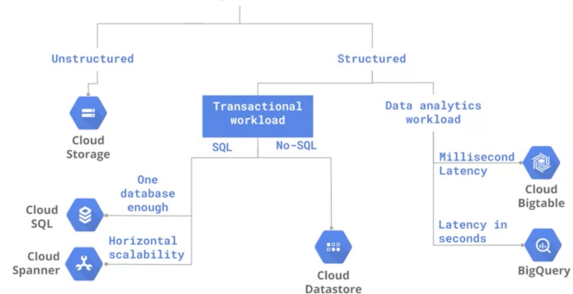 Unstructured
Structured
Cloud
Storage
Transactional
workload
Data analytics
workload
SQL
No-SQL
One
database
enough
Cloud
SQL
Horizontal
scalability
Cloud
Spanner
Cloud
Datastore
Millisecond
Latency
Cloud
Bigtable
Latency in
seconds
BigQuery